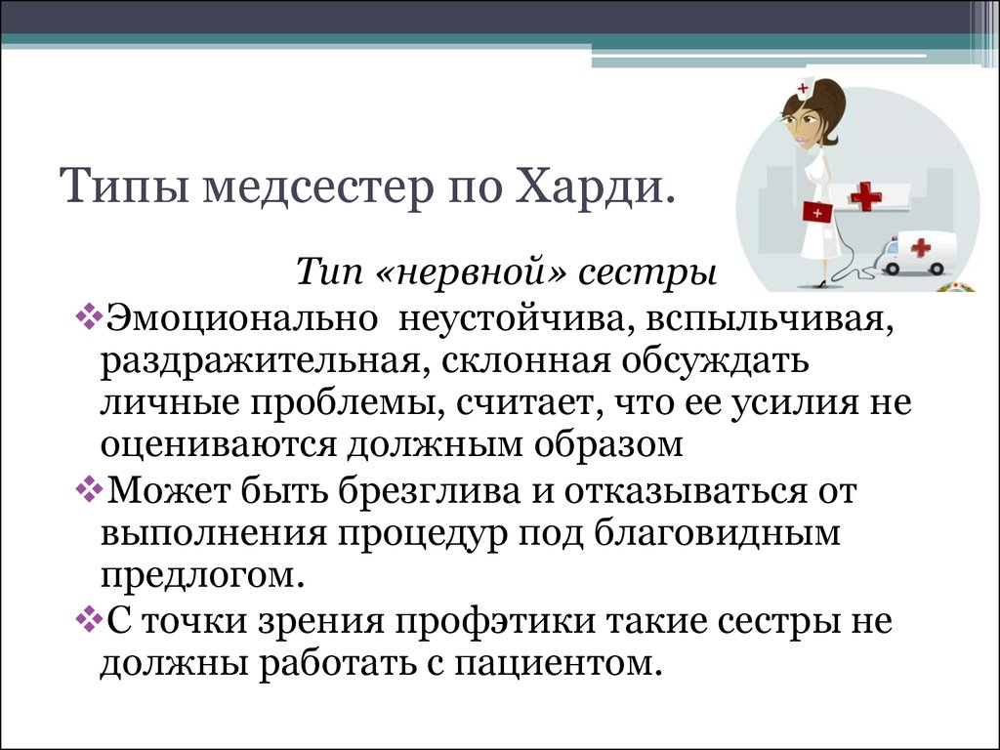 Типы медсестер по Харди.
Тип «нервной» сестры
❖Эмоционально неустойчива, вспыльчивая,
раздражительная, склонная обсуждать
личные проблемы, считает, что ее усилия не
оцениваются должным образом
❖Может быть брезглива и отказываться от
выполнения процедур под благовидным
предлогом.
❖С точки зрения профэтики такие сестры не
должны работать с пациентом.